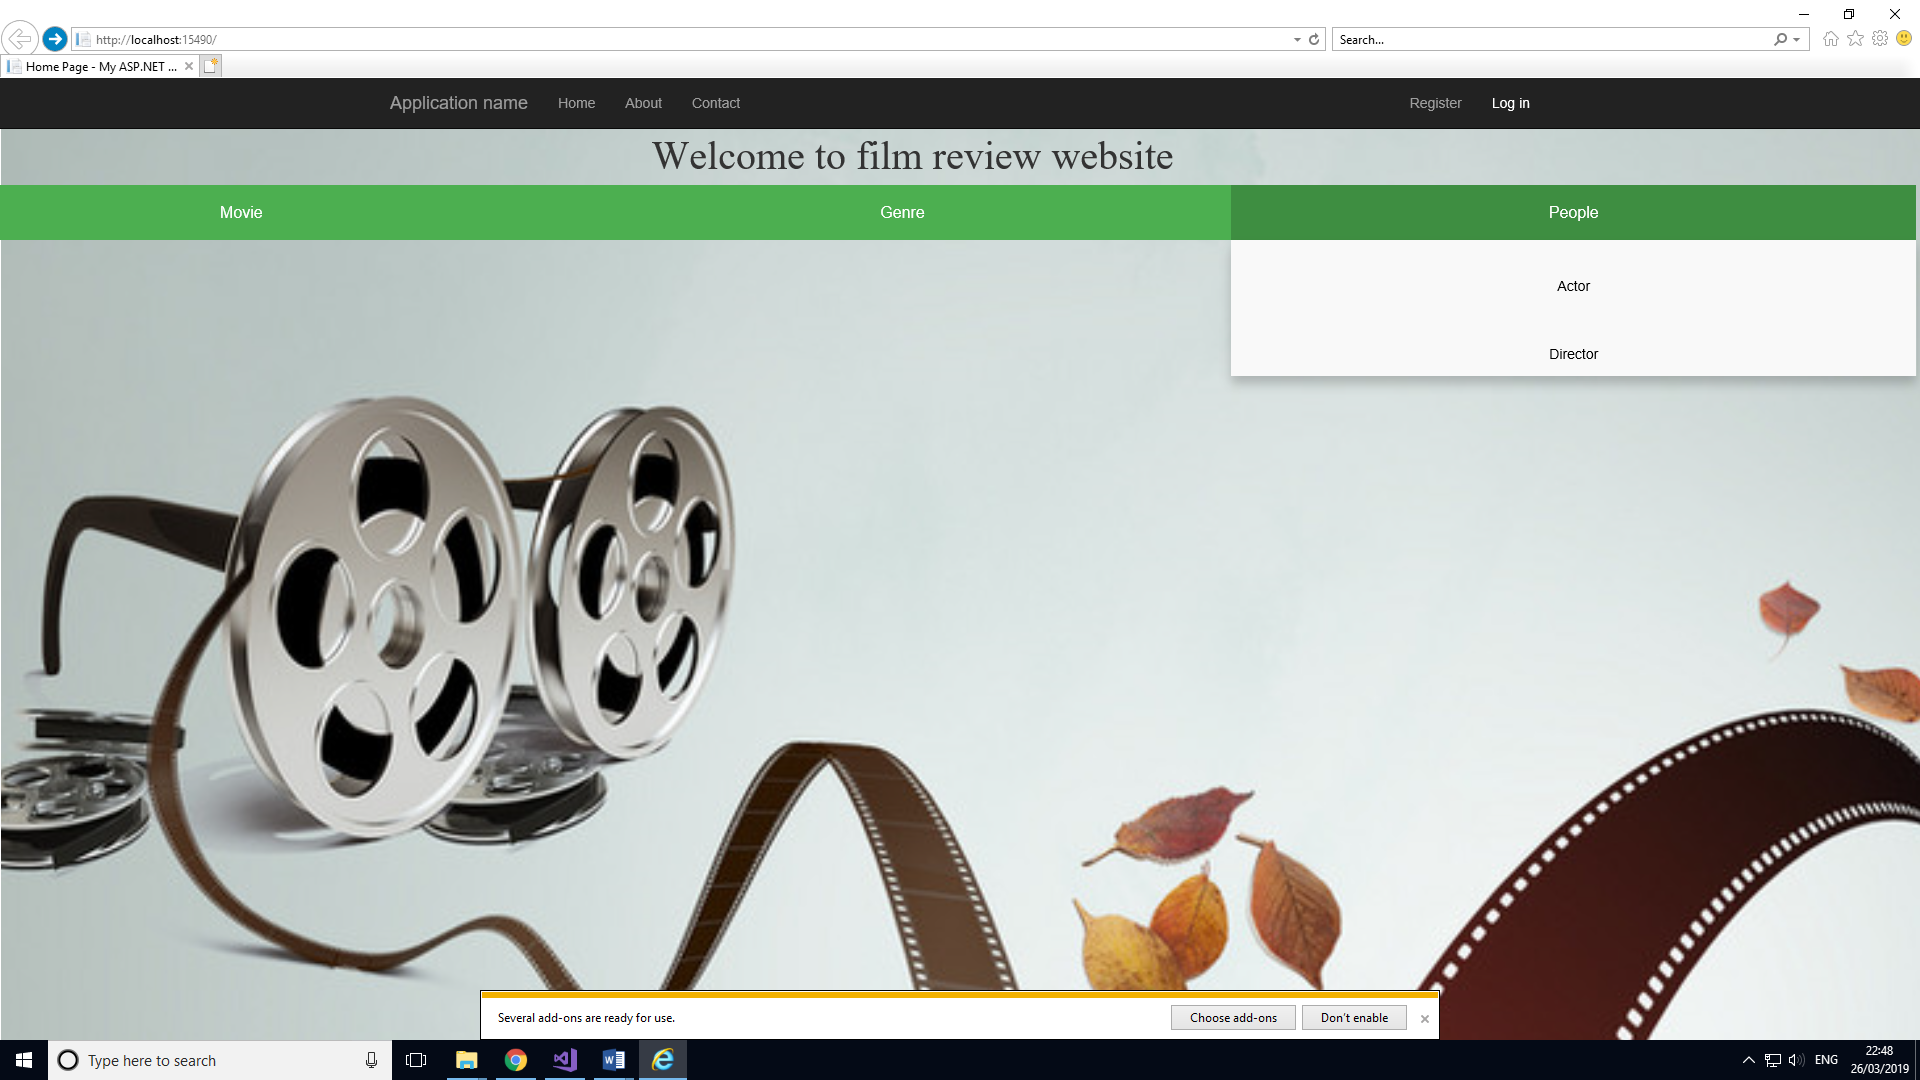 http://localhost:15490/
Search...
Home Page - My ASP.NET ...
Application name Home About Contact Register Log in
Welcome to film review website
Movie Genre People
Actor
Director
Several add-ons are ready for use. Choose add-ons Don't enable
Type here to search
ENG
22:48
26/03/2019